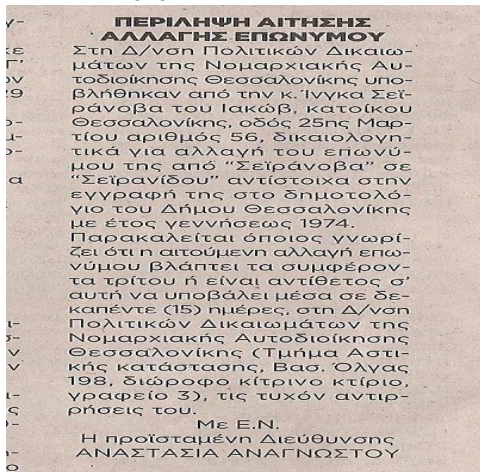 ΠΕΡΙΛΗΨΗ ΑΙΤΗΣΗΣ
ΑΛΛΑΓΗΣ ΕΠΩΝΥΜΟΥ
Στη Δ/νση Πολιτικών Δικαιω-
μάτων της Νομαρχιακής Αυ-
τοδιοίκησης Θεσσαλονίκης υπο-
βλήθηκαν από την κ. Ίνγκα Σεϊ-
ράνοβα του Ιακώβ, κατοίκου
Θεσσαλονίκης, οδός 25ης Μαρ-
τίου αριθμός 56, δικαιολογη-
τικά για αλλαγή του επωνύ-
μου της από "Σεϊράνοβα" σε
"Σεϊρανίδου" αντίστοιχα στην
εγγραφή της στο δημοτολό-
γιο του Δήμου Θεσσαλονίκης
με έτος γεννήσεως 1974.
Παρακαλείται όποιος γνωρί-
ζει ότι η αιτούμενη αλλαγή επω-
νύμου βλάπτει τα συμφέρον-
τα τρίτου ή είναι αντίθετος σ'
αυτή να υποβάλει μέσα σε δε-
καπέντε (15) ημέρες, στη Δ/νση
Πολιτικών Δικαιωμάτων της
Νομαρχιακής Αυτοδιοίκησης
Θεσσαλονίκης (Τμήμα Αστι-
κής κατάστασης, Βασ. Όλγας
198, διώροφο κίτρινο κτίριο,
γραφείο 3), τις τυχόν αντιρ-
ρήσεις του.
Με Ε.Ν.
Η προϊσταμένη Διεύθυνσης
ΑΝΑΣΤΑΣΙΑ ΑΝΑΓΝΩΣΤΟΥ